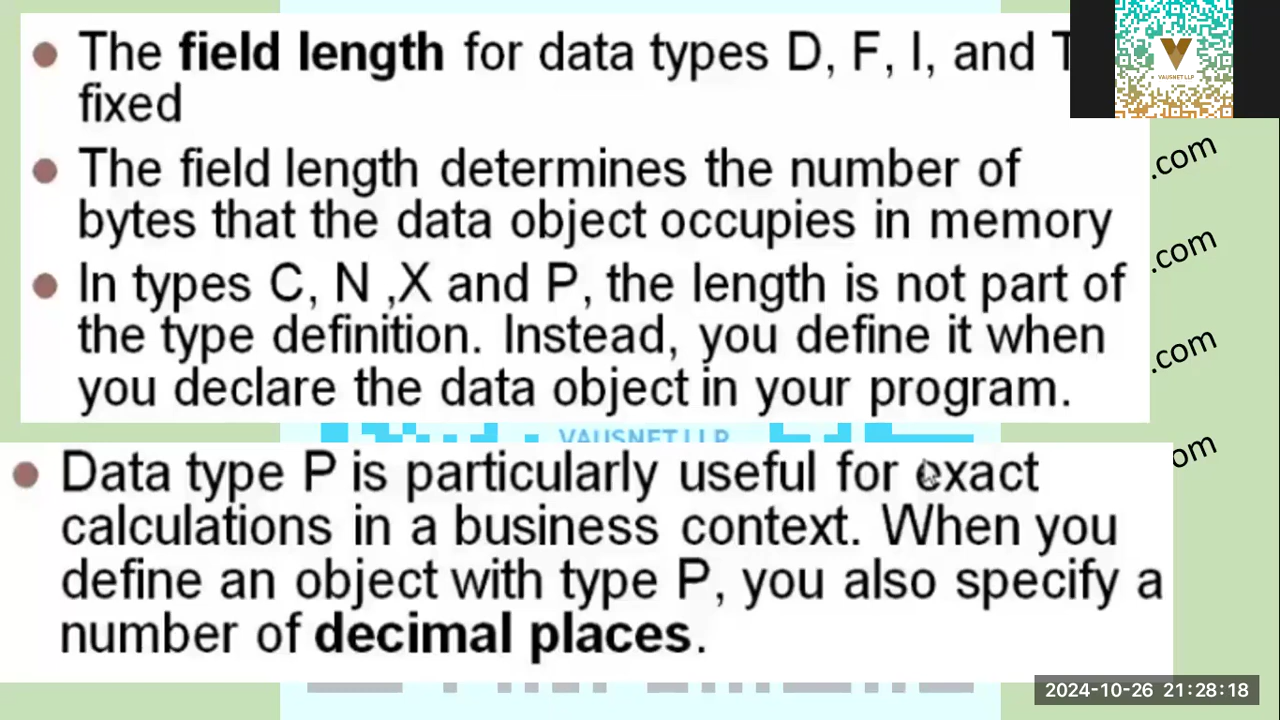 The field length for data types D, F, I, and T
fixed
The field length determines the number of
bytes that the data object occupies in memory
In types C, N ,X and P, the length is not part of
the type definition. Instead, you define it when
you declare the data object in your program.
VAUSNET LLP
Data type P is particularly useful for exact
calculations in a business context. When you
define an object with type P, you also specify a
number of decimal places.
VAUSNET LLP
.com
.com
.com
om
2024-10-26 21:28:18